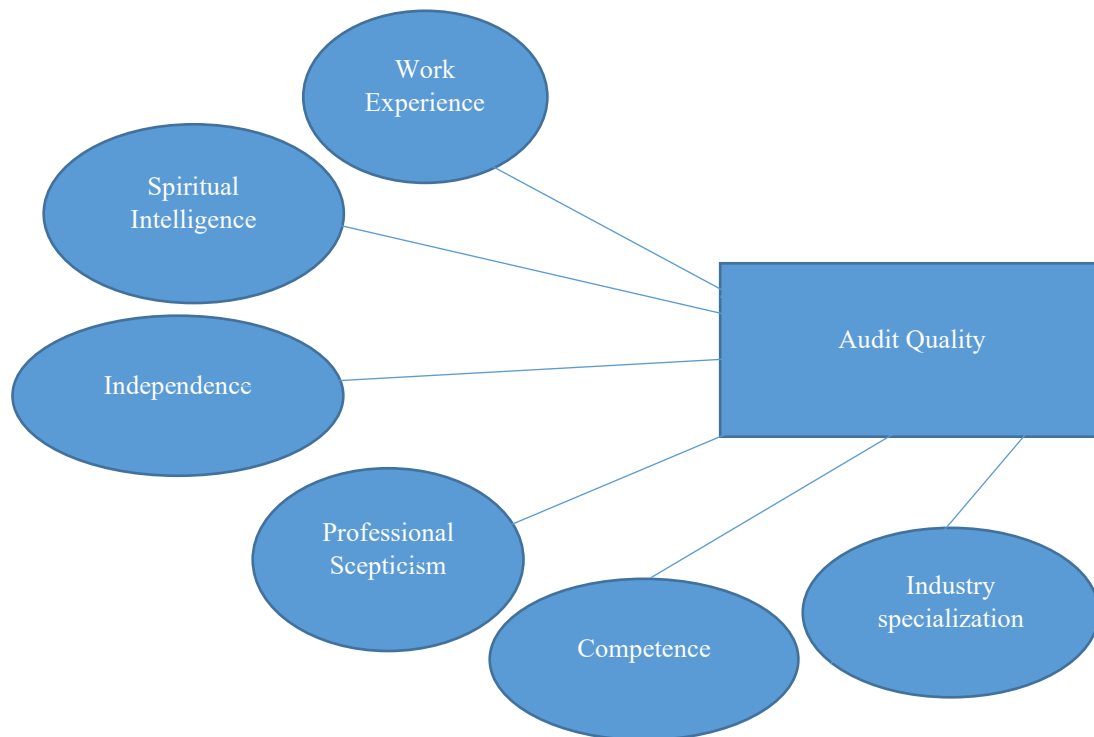 Work
Experience
Spiritual
Intelligence
Audit Quality
Independence
Professional
Scepticism
Industry
specialization
Competence